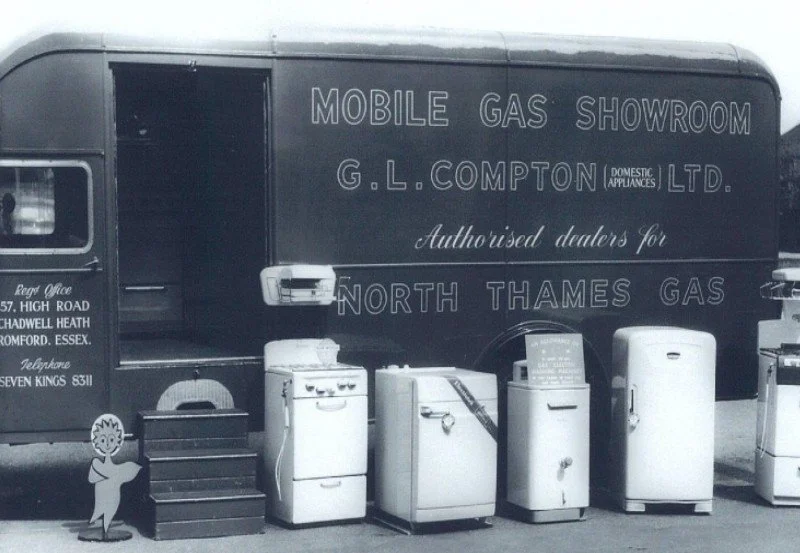 MOBILE GAS SHOWROOM
G.L.COMPTON (DOMESTIC APPLIANCES) LTD.
Authorised dealers for
NORTH THAMES GAS
Regd Office
57, HIGH ROAD
CHADWELL HEATH
ROMFORD. ESSEX.
Telephone
SEVEN KINGS 8311